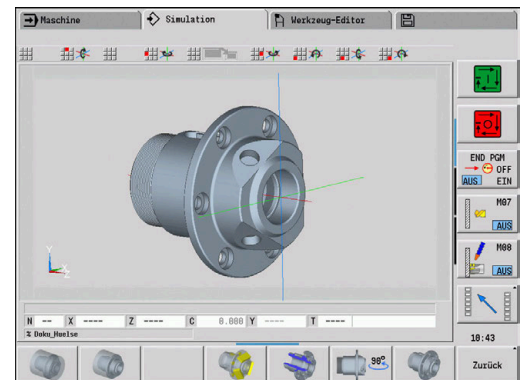 Maschine
Simulation
Werkzeug-Editor
END PGM
OFF
AUS EIN
M07
AUS
M08
AUS
Y
X
Z
N -- X ---- Z ---- C 0.000 Y ---- T ----
Doku_Huelse
10:43
90°
Zurück